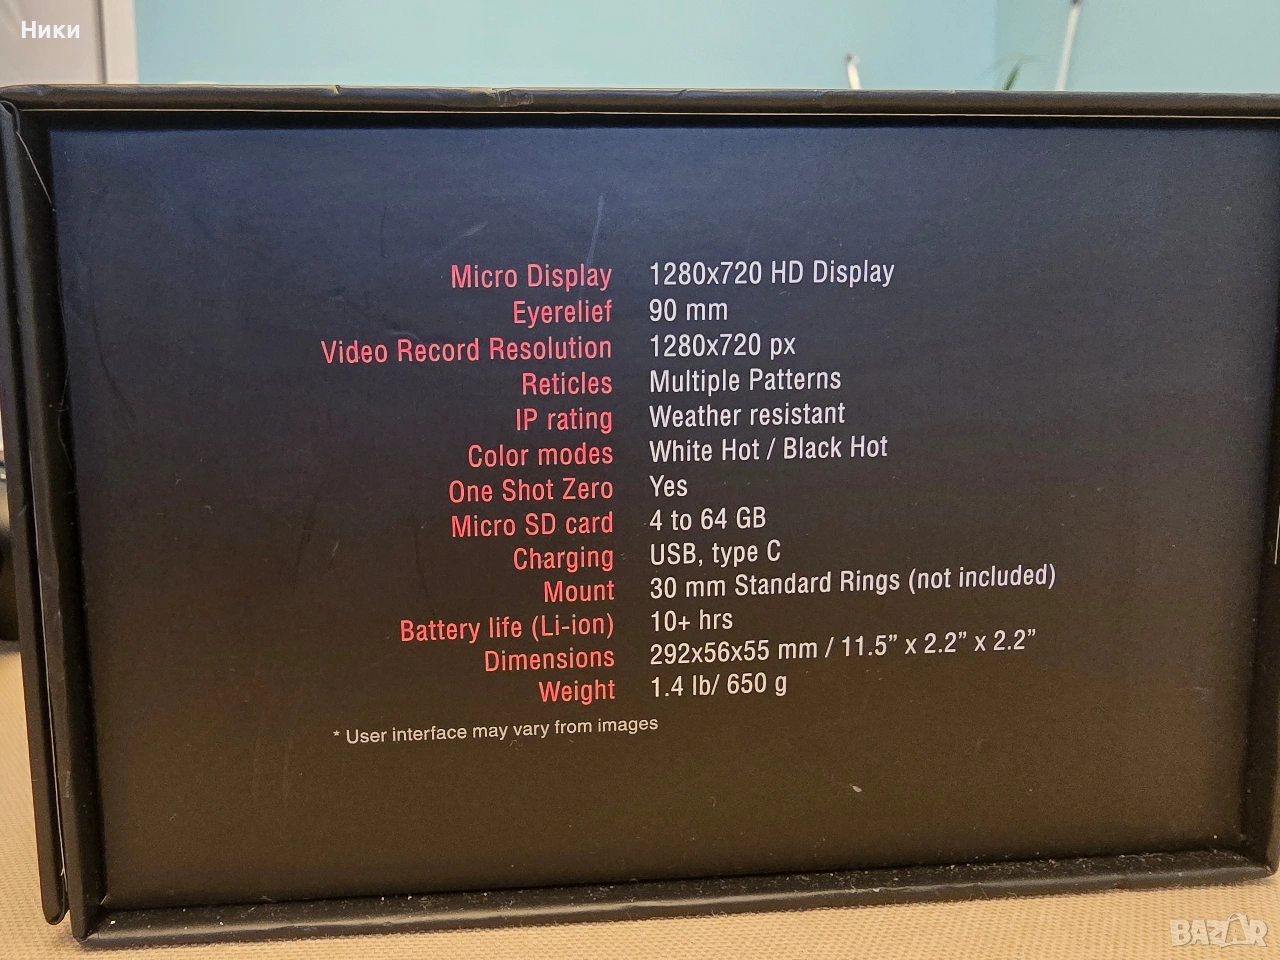 Ники
Micro Display 1280x720 HD Display
Eyerelief 90 mm
Video Record Resolution 1280x720 px
Reticles Multiple Patterns
IP rating Weather resistant
Color modes White Hot / Black Hot
One Shot Zero Yes
Micro SD card 4 to 64 GB
Charging USB, type C
Mount 30 mm Standard Rings (not included)
Battery life (Li-ion) 10+ hrs
Dimensions 292x56x55 mm / 11.5” x 2.2” x 2.2”
Weight 1.4 lb/ 650 g
* User interface may vary from images
BAZAR